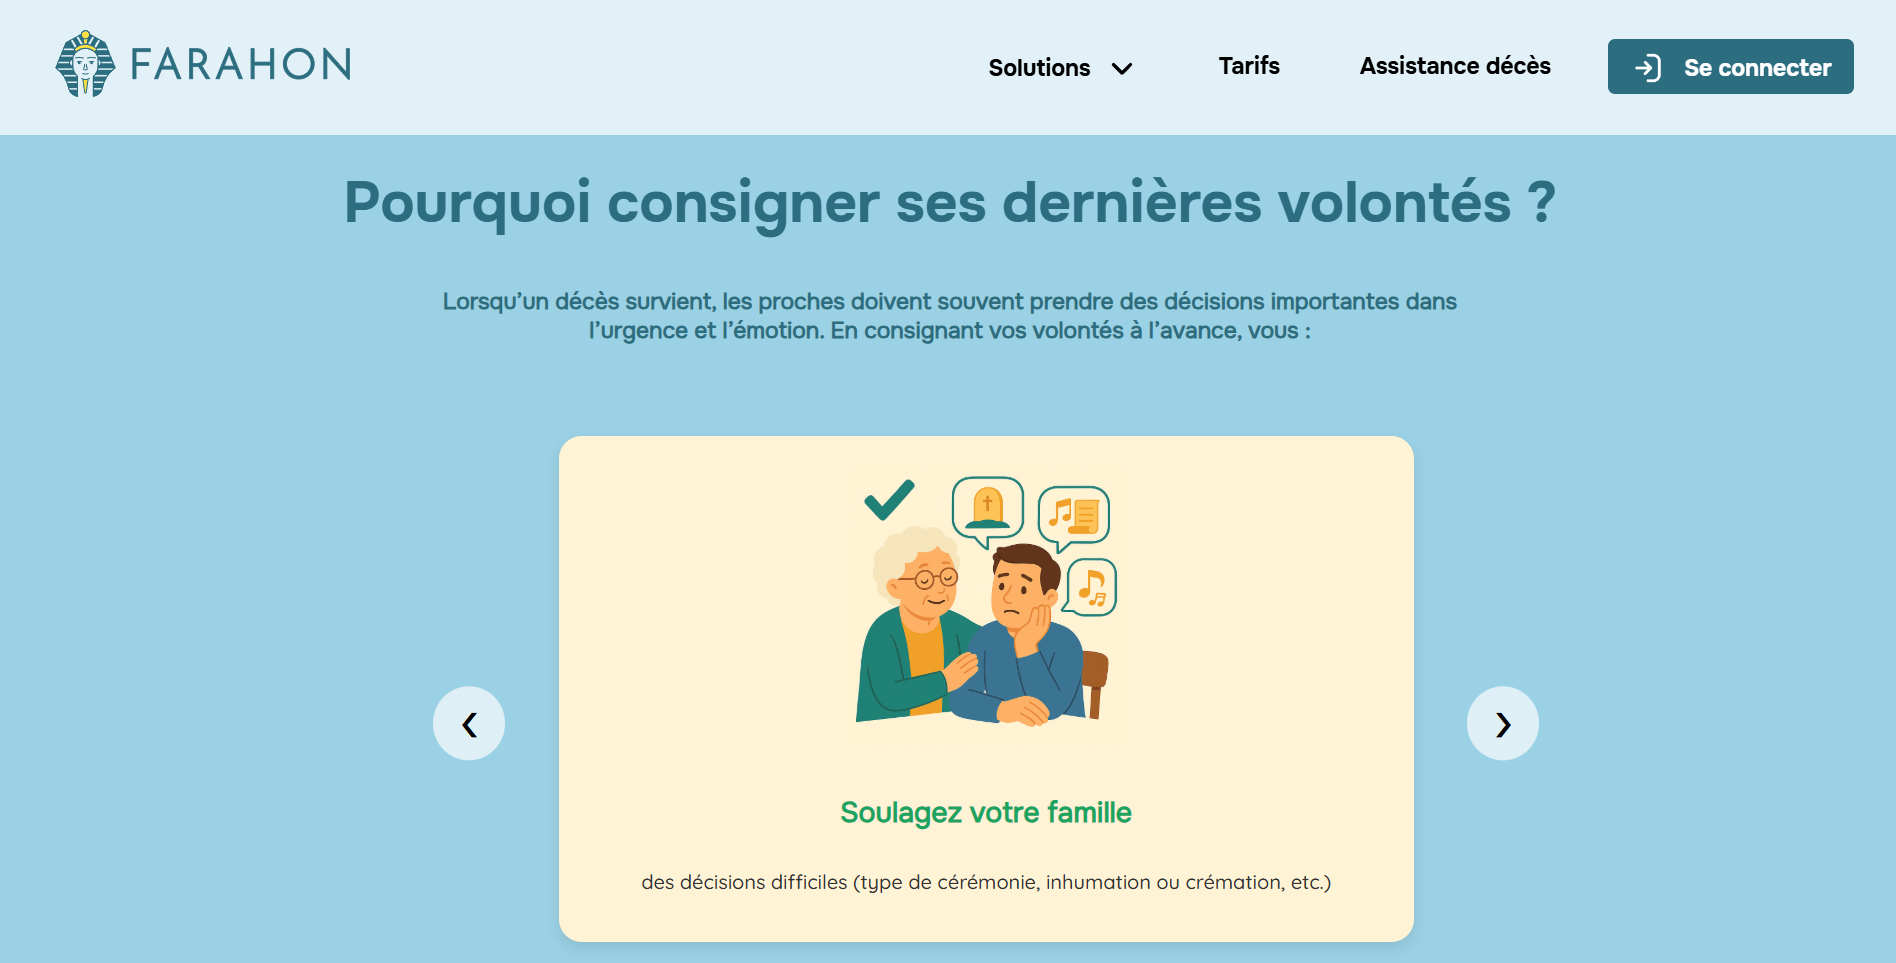 FARAHON
Solutions
Tarifs
Assistance décès
Se connecter
Pourquoi consigner ses dernières volontés ?
Lorsqu’un décès survient, les proches doivent souvent prendre des décisions importantes dans
l’urgence et l’émotion. En consignant vos volontés à l’avance, vous :
Soulagez votre famille
des décisions difficiles (type de cérémonie, inhumation ou crémation, etc.)